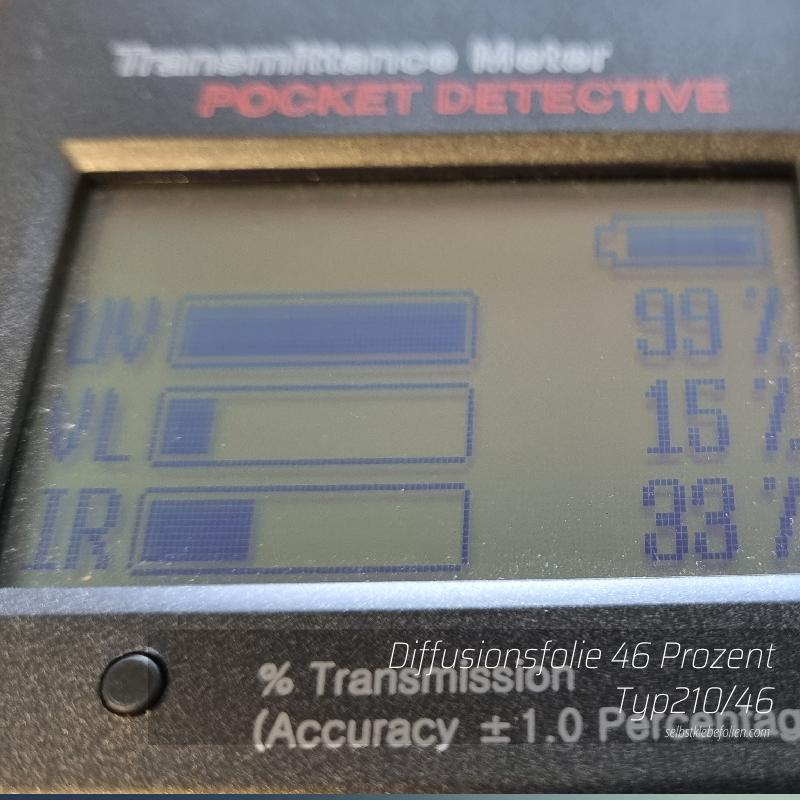 Transmittance Meter
POCKET DETECTIVE
UV 99%
VL 15%
IR 33%
Diffusionsfolie 46 Prozent
% Transmission
Typ210/46
(Accuracy ±1.0 Percentag
selbstklebefolien.com